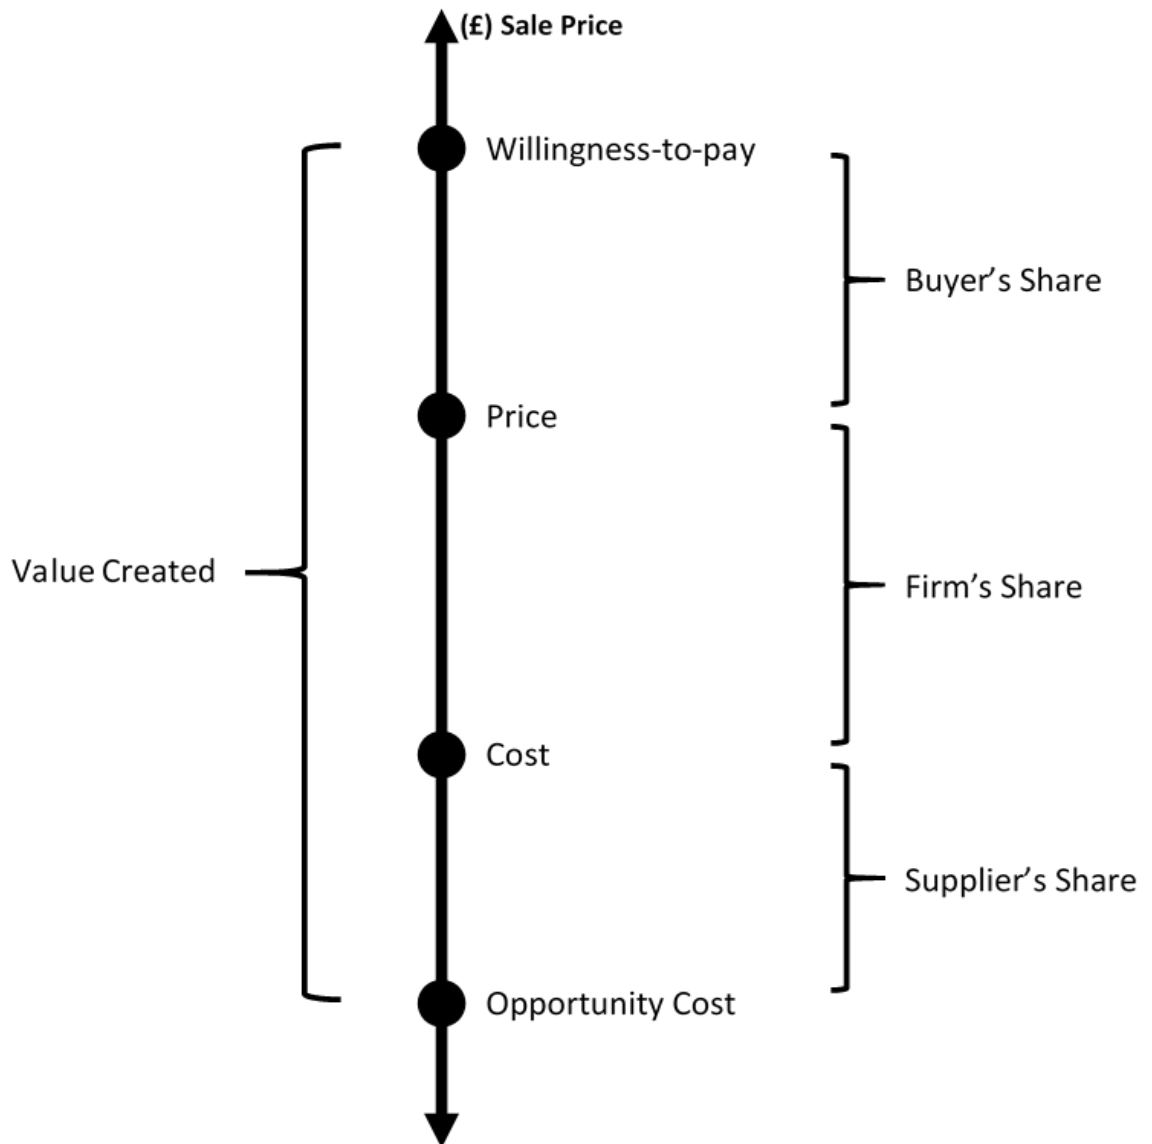 (£) Sale Price
Willingness-to-pay
Buyer’s Share
Price
Value Created
Firm’s Share
Cost
Supplier’s Share
Opportunity Cost